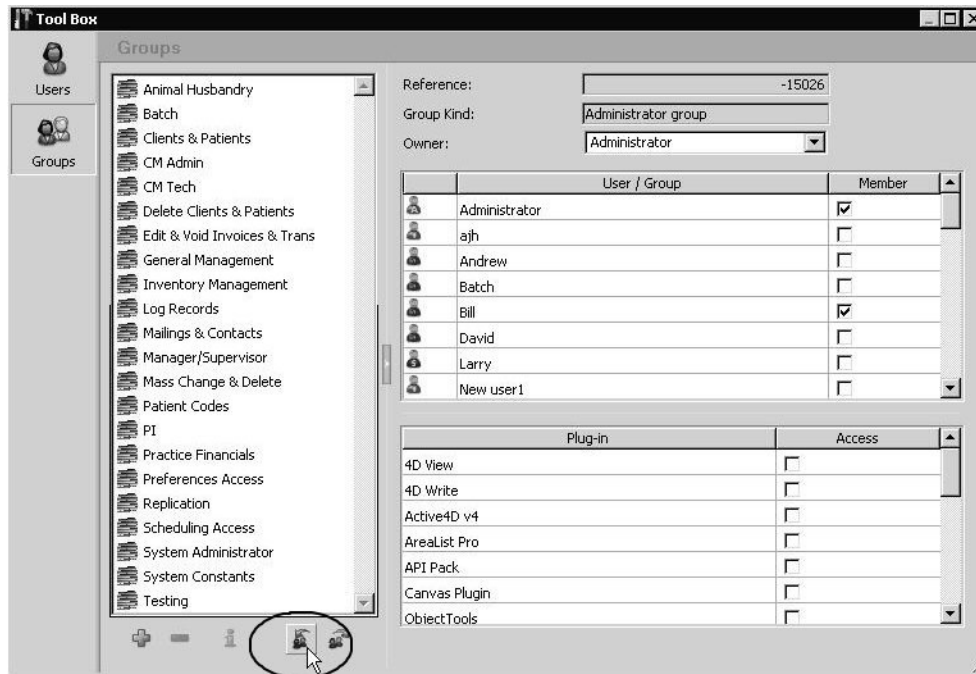 Tool Box
Users
Groups
Groups
Animal Husbandry
Batch
Clients & Patients
CM Admin
CM Tech
Delete Clients & Patients
Edit & Void Invoices & Trans
General Management
Inventory Management
Log Records
Mailings & Contacts
Manager/Supervisor
Mass Change & Delete
Patient Codes
PI
Practice Financials
Preferences Access
Replication
Scheduling Access
System Administrator
System Constants
Testing
Reference: -15026
Group Kind: Administrator group
Owner: Administrator
User / Group Member
Administrator
ajh
Andrew
Batch
Bill
David
Larry
New user1
Plug-in Access
4D View
4D Write
Active4D v4
AreaList Pro
API Pack
Canvas Plugin
ObjectTools